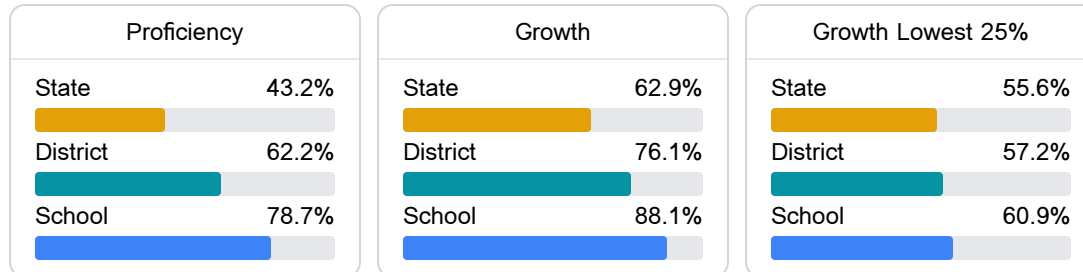 Proficiency
State 43.2%
District 62.2%
School 78.7%
Growth
State 62.9%
District 76.1%
School 88.1%
Growth Lowest 25%
State 55.6%
District 57.2%
School 60.9%